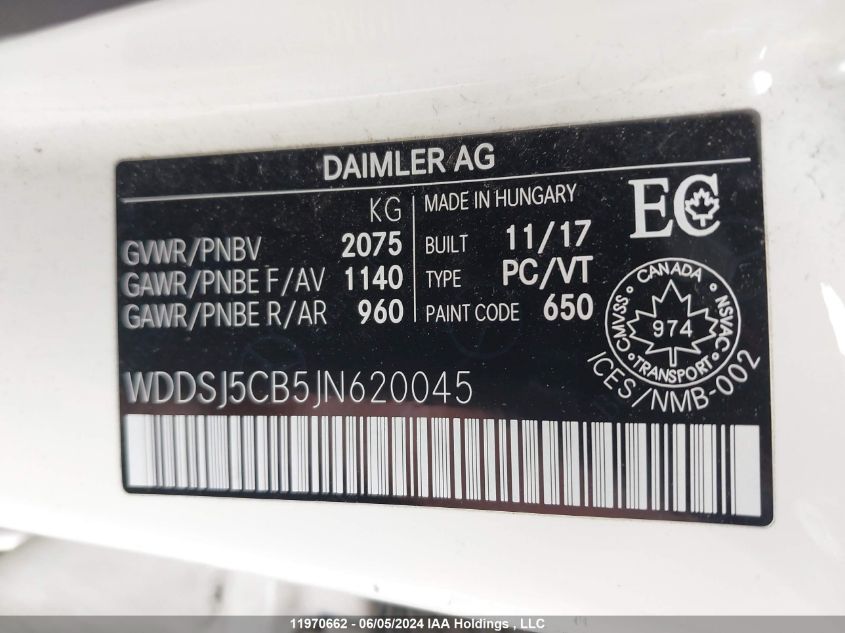 DAIMLER AG
KG
GVWR/PNBV 2075
GAWR/PNBE F/AV 1140
GAWR/PNBE R/AR 960
MADE IN HUNGARY
BUILT 11/17
TYPE PC/VT
PAINT CODE 650
EC
CANADA
CMVSS 974 NSVAC
TRANSPORT
ICES/NMB-002
WDDSJ5CB5JN620045
11970662 - 06/05/2024 IAA Holdings , LLC